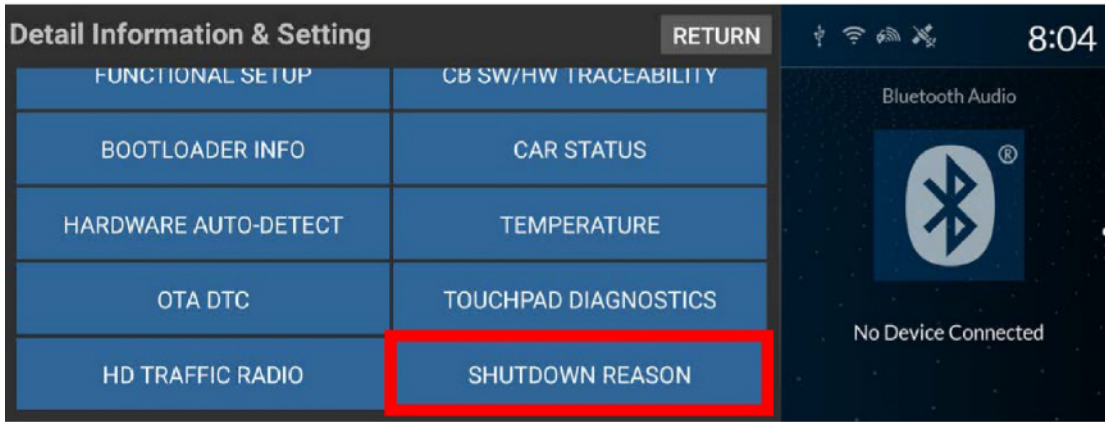 Detail Information & Setting
RETURN
8:04
FUNCTIONAL SETUP
CB SW/HW TRACEABILITY
Bluetooth Audio
BOOTLOADER INFO
CAR STATUS
®
HARDWARE AUTO-DETECT
TEMPERATURE
OTA DTC
TOUCHPAD DIAGNOSTICS
No Device Connected
HD TRAFFIC RADIO
SHUTDOWN REASON